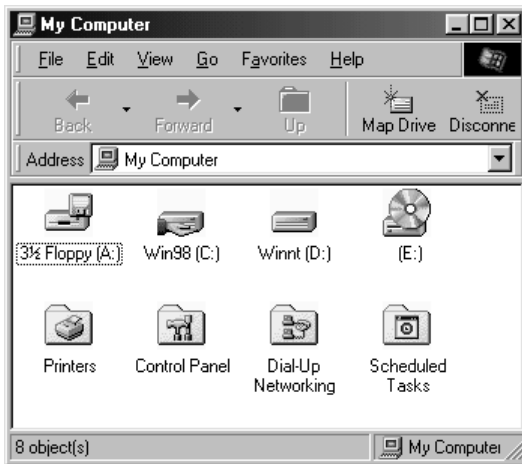 My Computer
File Edit View Go Favorites Help
Back Forward Up Map Drive Disconne
Address My Computer
3½ Floppy (A:) Win98 (C:) Winnt (D:) (E:)
Printers Control Panel Dial-Up Networking Scheduled Tasks
8 object(s) My Computer